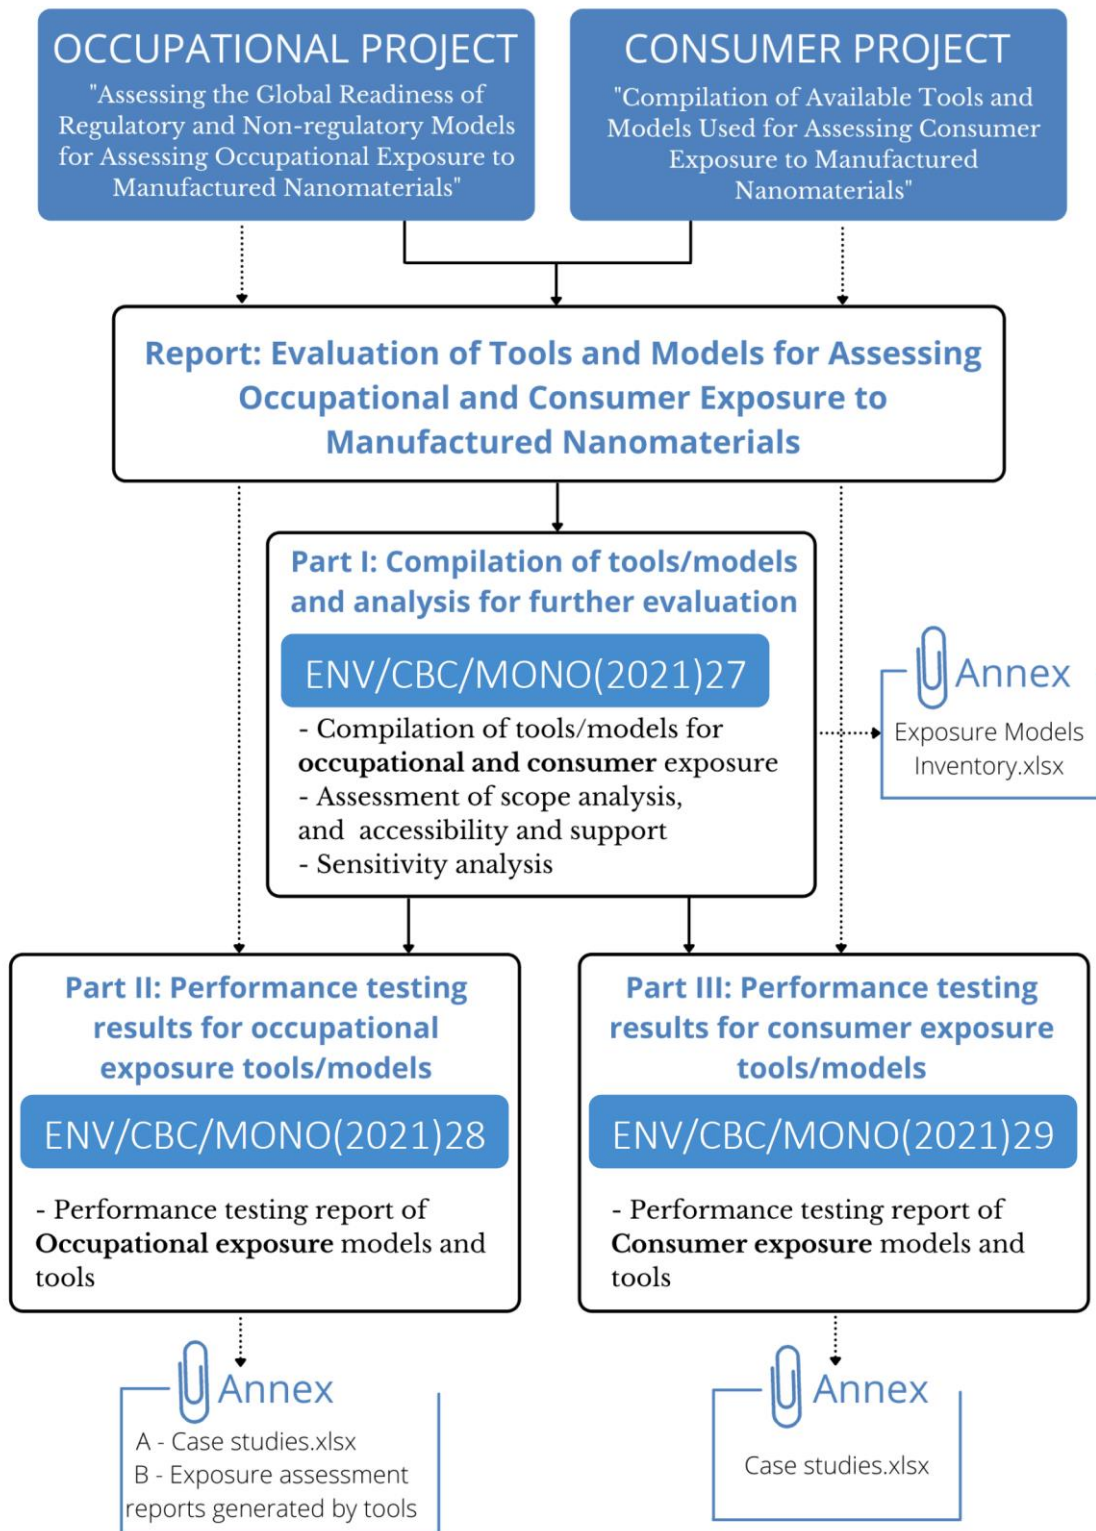 OCCUPATIONAL PROJECT
"Assessing the Global Readiness of
Regulatory and Non-regulatory Models
for Assessing Occupational Exposure to
Manufactured Nanomaterials"
CONSUMER PROJECT
"Compilation of Available Tools and
Models Used for Assessing Consumer
Exposure to Manufactured
Nanomaterials"
Report: Evaluation of Tools and Models for Assessing
Occupational and Consumer Exposure to
Manufactured Nanomaterials
Part I: Compilation of tools/models
and analysis for further evaluation
ENV/CBC/MONO(2021)27
- Compilation of tools/models for
occupational and consumer exposure
- Assessment of scope analysis,
and accessibility and support
- Sensitivity analysis
Annex
Exposure Models
Inventory.xlsx
Part II: Performance testing
results for occupational
exposure tools/models
ENV/CBC/MONO(2021)28
- Performance testing report of
Occupational exposure models and
tools
Part III: Performance testing
results for consumer exposure
tools/models
ENV/CBC/MONO(2021)29
- Performance testing report of
Consumer exposure models and
tools
Annex
A - Case studies.xlsx
B - Exposure assessment
reports generated by tools
Annex
Case studies.xlsx